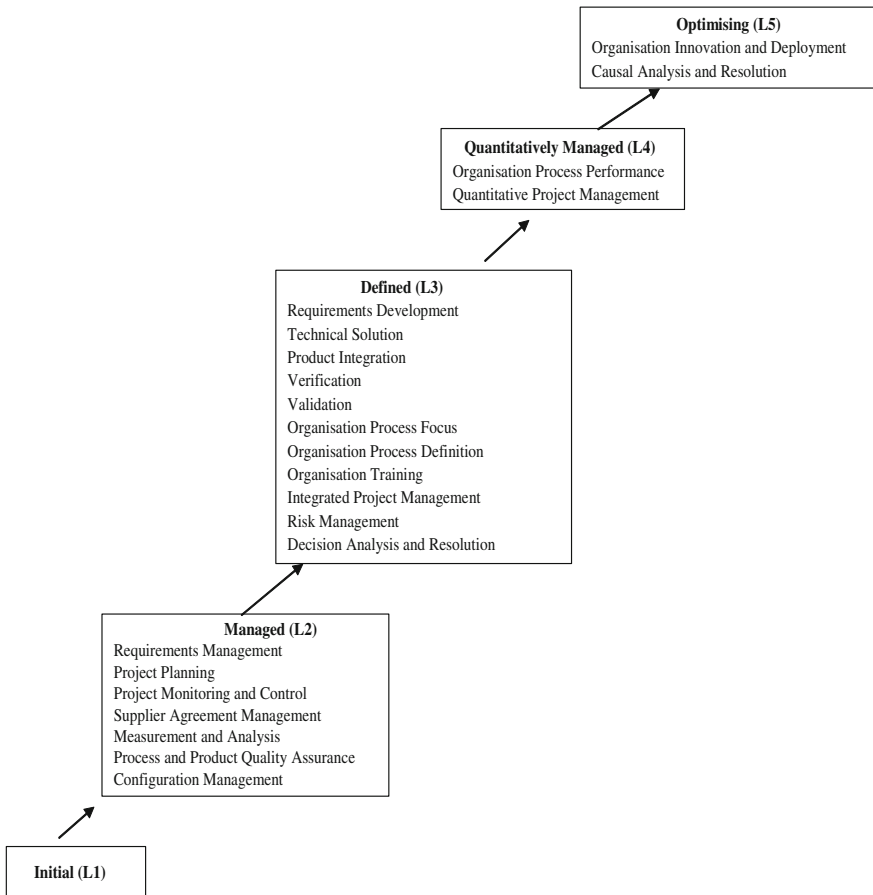 Optimising (L5)
Organisation Innovation and Deployment
Causal Analysis and Resolution
Quantitatively Managed (L4)
Organisation Process Performance
Quantitative Project Management
Defined (L3)
Requirements Development
Technical Solution
Product Integration
Verification
Validation
Organisation Process Focus
Organisation Process Definition
Organisation Training
Integrated Project Management
Risk Management
Decision Analysis and Resolution
Managed (L2)
Requirements Management
Project Planning
Project Monitoring and Control
Supplier Agreement Management
Measurement and Analysis
Process and Product Quality Assurance
Configuration Management
Initial (L1)